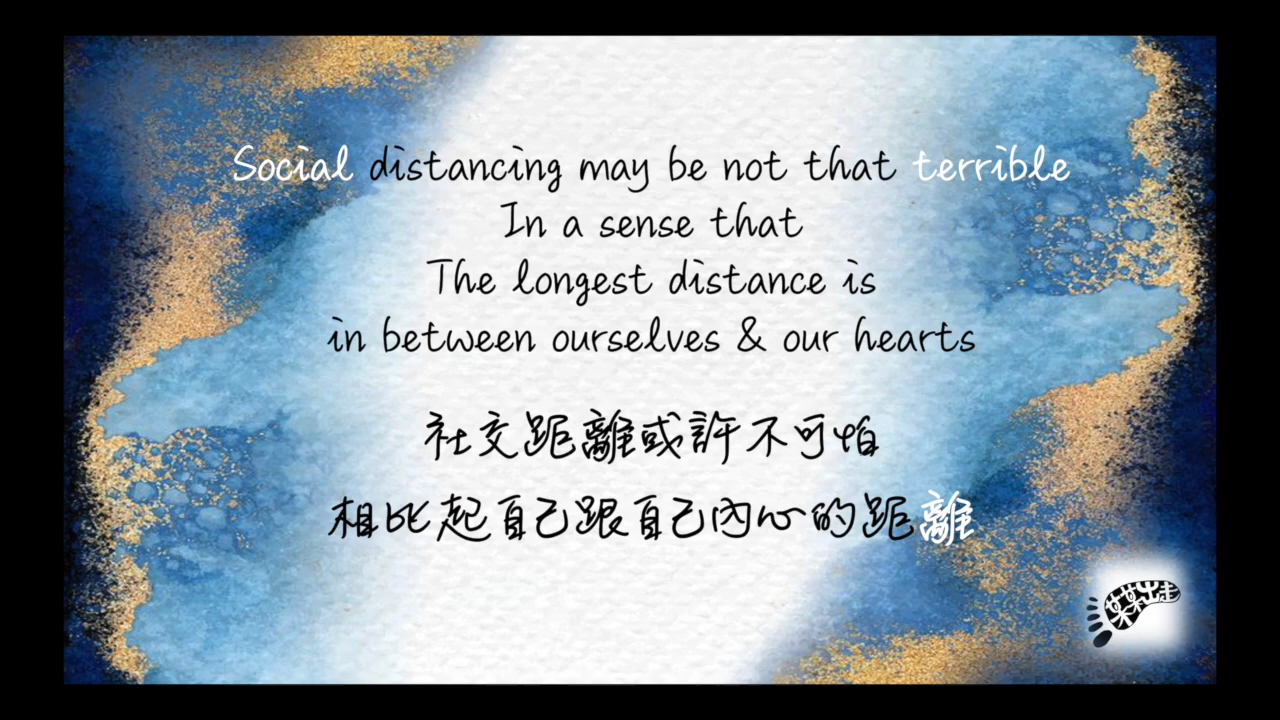 Social distancing may be not that terrible
In a sense that
The longest distance is
in between ourselves & our hearts
社交距離或許不可怕
相比起自己跟自己內心的距離